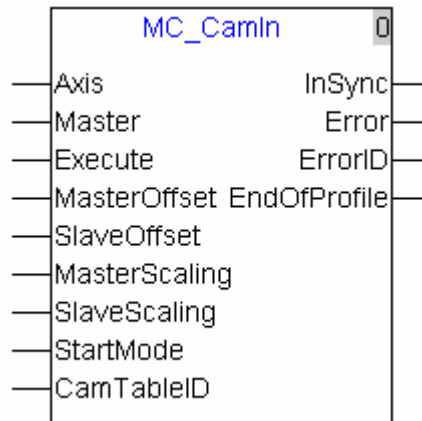 MC_CamIn 0
Axis InSync
Master Error
Execute ErrorID
MasterOffset EndOfProfile
SlaveOffset
MasterScaling
SlaveScaling
StartMode
CamTableID